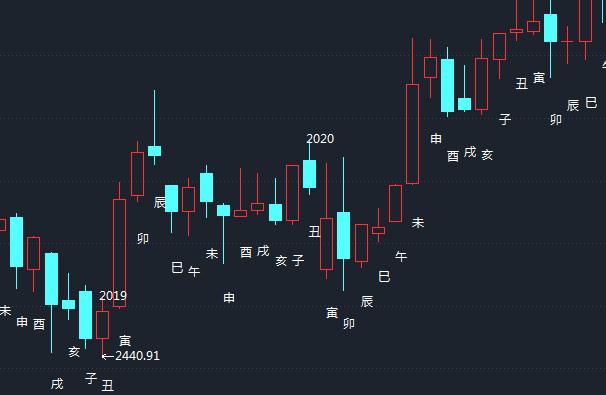 未
申
酉
戌
亥
子
2019
丑
←2440.91
寅
卯
辰
巳
午
未
申
酉
戌
亥
子
2020
丑
寅
卯
辰
巳
午
未
申
酉
戌
亥
子
丑
寅
卯
辰
巳